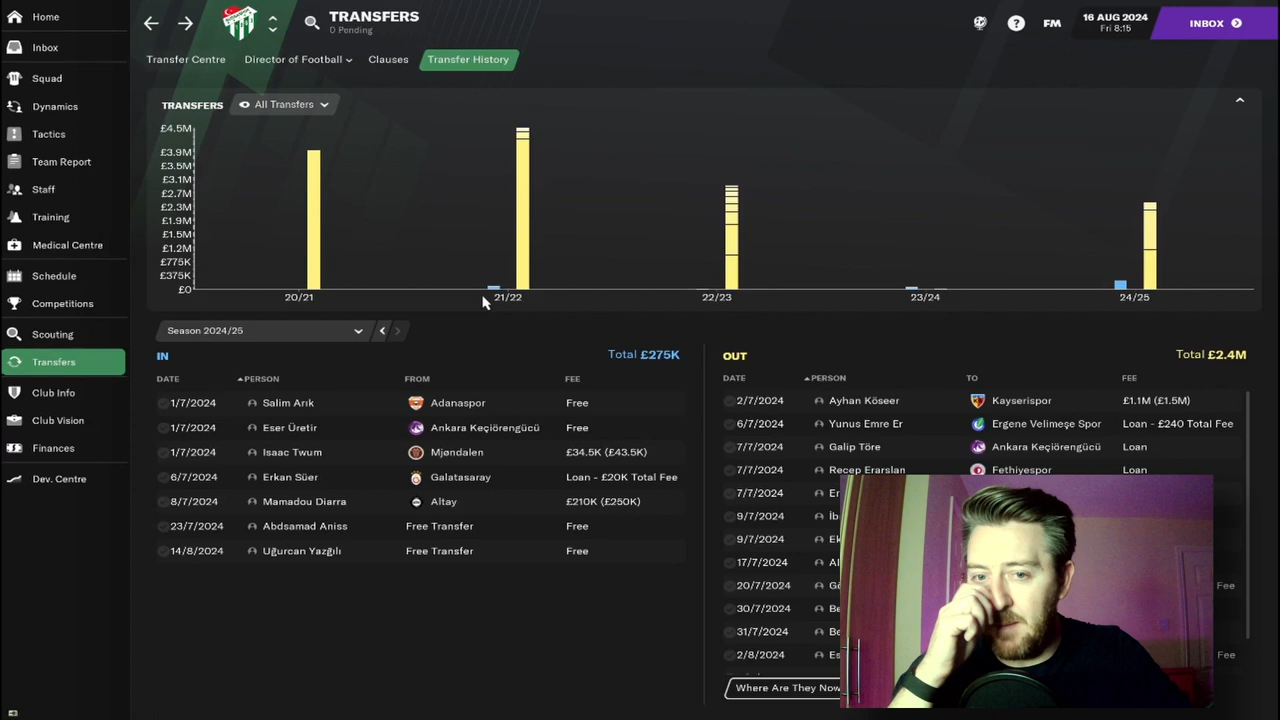 Home
Inbox
Squad
Dynamics
Tactics
Team Report
Staff
Training
Medical Centre
Schedule
Competitions
Scouting
Transfers
Club Info
Club Vision
Finances
Dev. Centre
TRANSFERS
0 Pending
FM
16 AUG 2024
Fri 8:15
INBOX
Transfer Centre
Director of Football
Clauses
Transfer History
TRANSFERS
All Transfers
£4.5M
£3.9M
£3.5M
£3.1M
£2.7M
£2.3M
£1.9M
£1.5M
£1.2M
£775K
£375K
£0
20/21
21/22
22/23
23/24
24/25
Season 2024/25
IN
Total £275K
DATE PERSON FROM FEE
1/7/2024 Salim Arık Adanaspor Free
1/7/2024 Eser Üretir Ankara Keçiörengücü Free
1/7/2024 Isaac Twum Mjøndalen £34.5K (£43.5K)
6/7/2024 Erkan Süer Galatasaray Loan - £20K Total Fee
8/7/2024 Mamadou Diarra Altay £210K (£250K)
23/7/2024 Abdsamad Aniss Free Transfer Free
14/8/2024 Uğurcan Yazğılı Free Transfer Free
OUT
Total £2.4M
DATE PERSON TO FEE
2/7/2024 Ayhan Köseer Kayserispor £1.1M (£1.5M)
6/7/2024 Yunus Emre Er Ergene Velimeşe Spor Loan - £240 Total Fee
7/7/2024 Galip Töre Ankara Keçiörengücü Loan
7/7/2024 Recep Erarslan Fethiyespor Loan
7/7/2024
9/7/2024
9/7/2024
17/7/2024
20/7/2024 Fee
30/7/2024
31/7/2024
2/8/2024 Fee
Where Are They Now